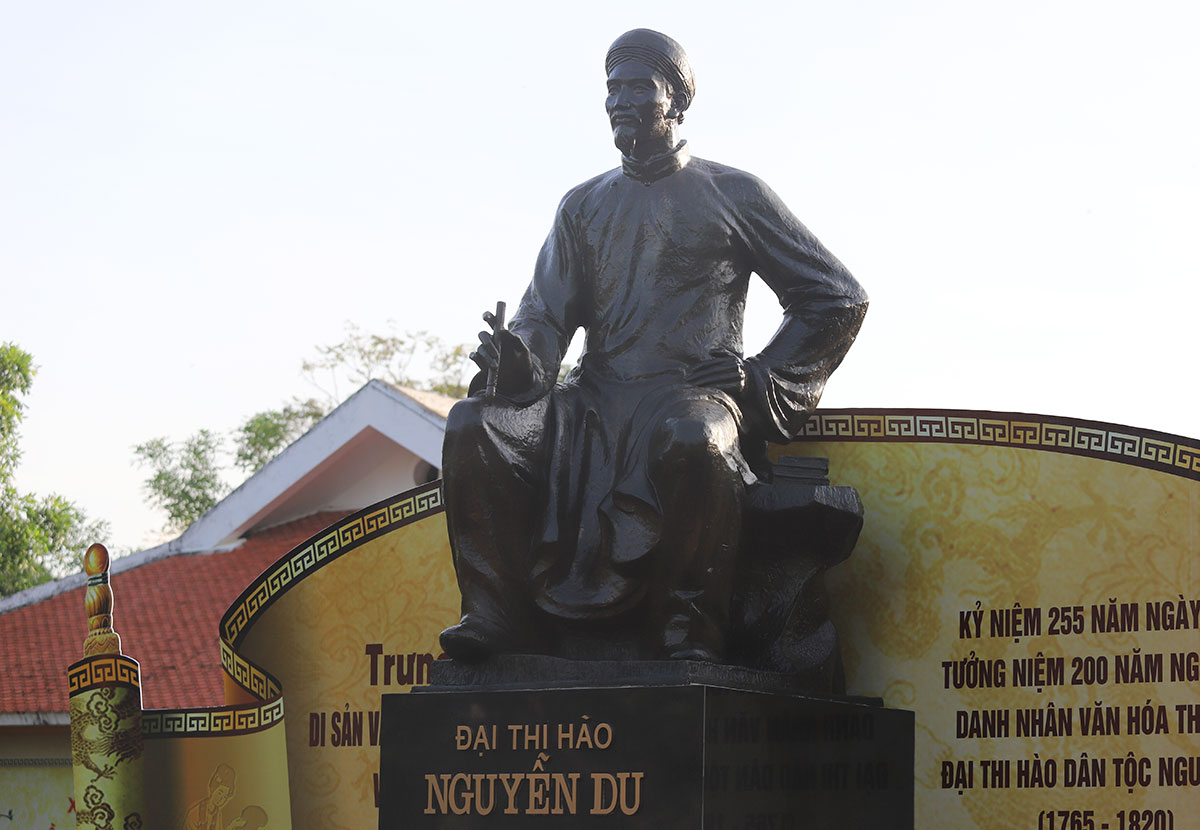 Trưn
DI SẢN V
V
ĐẠI THI HÀO
NGUYỄN DU
KỶ NIỆM 255 NĂM NGÀY
TƯỞNG NIỆM 200 NĂM NG
DANH NHÂN VĂN HÓA TH
ĐẠI THI HÀO DÂN TỘC NGU
(1765 - 1820)